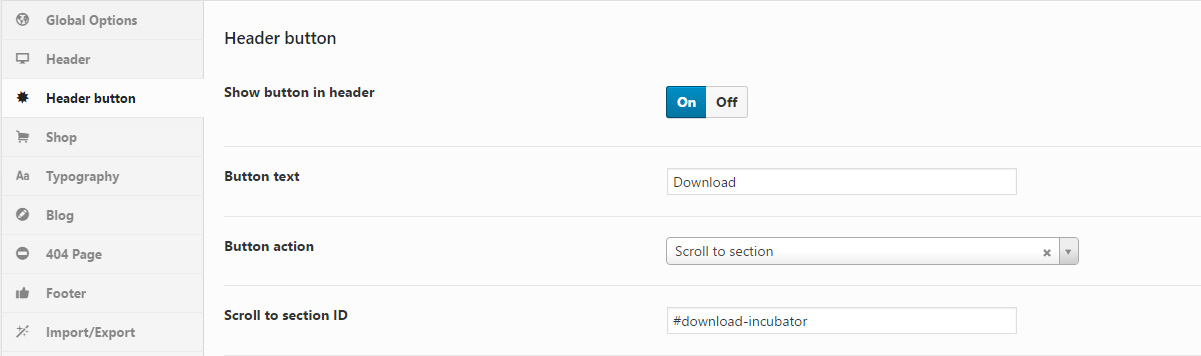 Global Options
Header
Header button
Shop
Aa Typography
Blog
404 Page
Footer
Import/Export
Header button
Show button in header
On Off
Button text
Download
Button action
Scroll to section
Scroll to section ID
#download-incubator